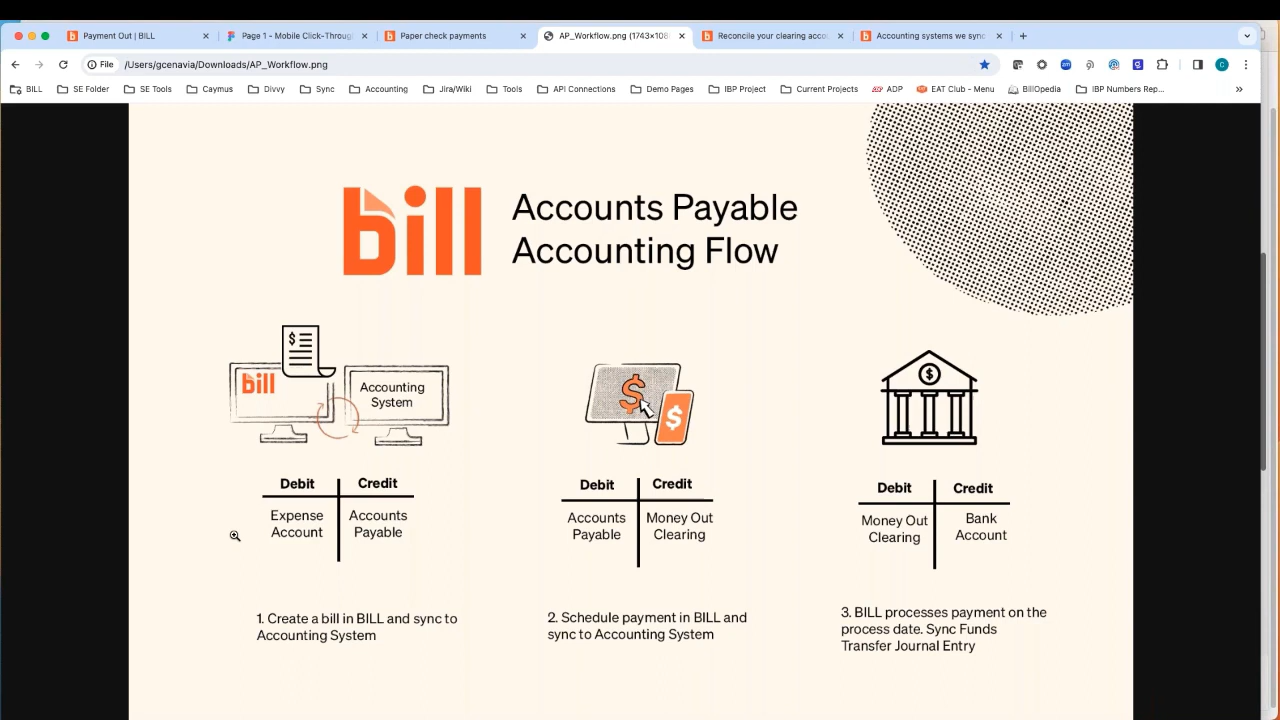 Payment Out | BILL
Page 1 - Mobile Click-Throug
Paper check payments
AP_Workflow.png (1743×108
Reconcile your clearing acco
Accounting systems we sync
File
/Users/gcenavia/Downloads/AP_Workflow.png
C
BILL
SE Folder
SE Tools
Caymus
Divvy
Sync
Accounting
Jira/Wiki
Tools
API Connections
Demo Pages
IBP Project
Current Projects
ADP
EAT Club - Menu
BillOpedia
IBP Numbers Rep...
bill
Accounts Payable
Accounting Flow
$
bill
Accounting
System
$
$
$
Debit
Credit
Expense
Account
Accounts
Payable
Debit
Credit
Accounts
Payable
Money Out
Clearing
Debit
Credit
Money Out
Clearing
Bank
Account
1. Create a bill in BILL and sync to
Accounting System
2. Schedule payment in BILL and
sync to Accounting System
3. BILL processes payment on the
process date. Sync Funds
Transfer Journal Entry